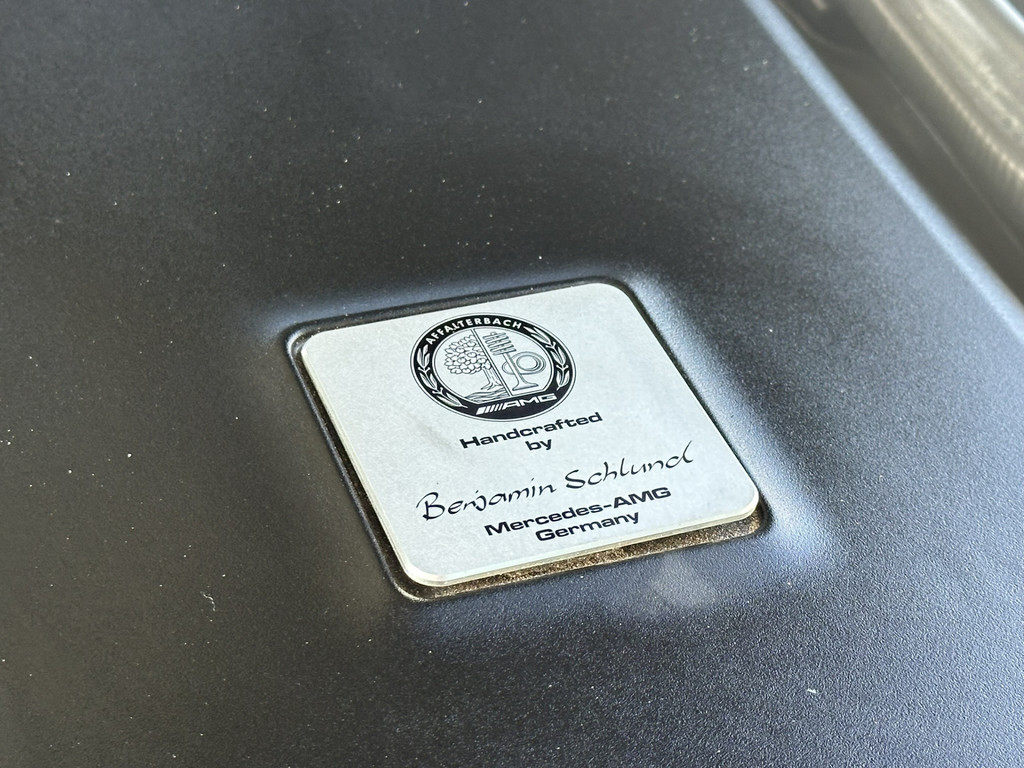 AFFALTERBACH
AMG
Handcrafted
by
Benjamin Schlund
Mercedes-AMG
Germany